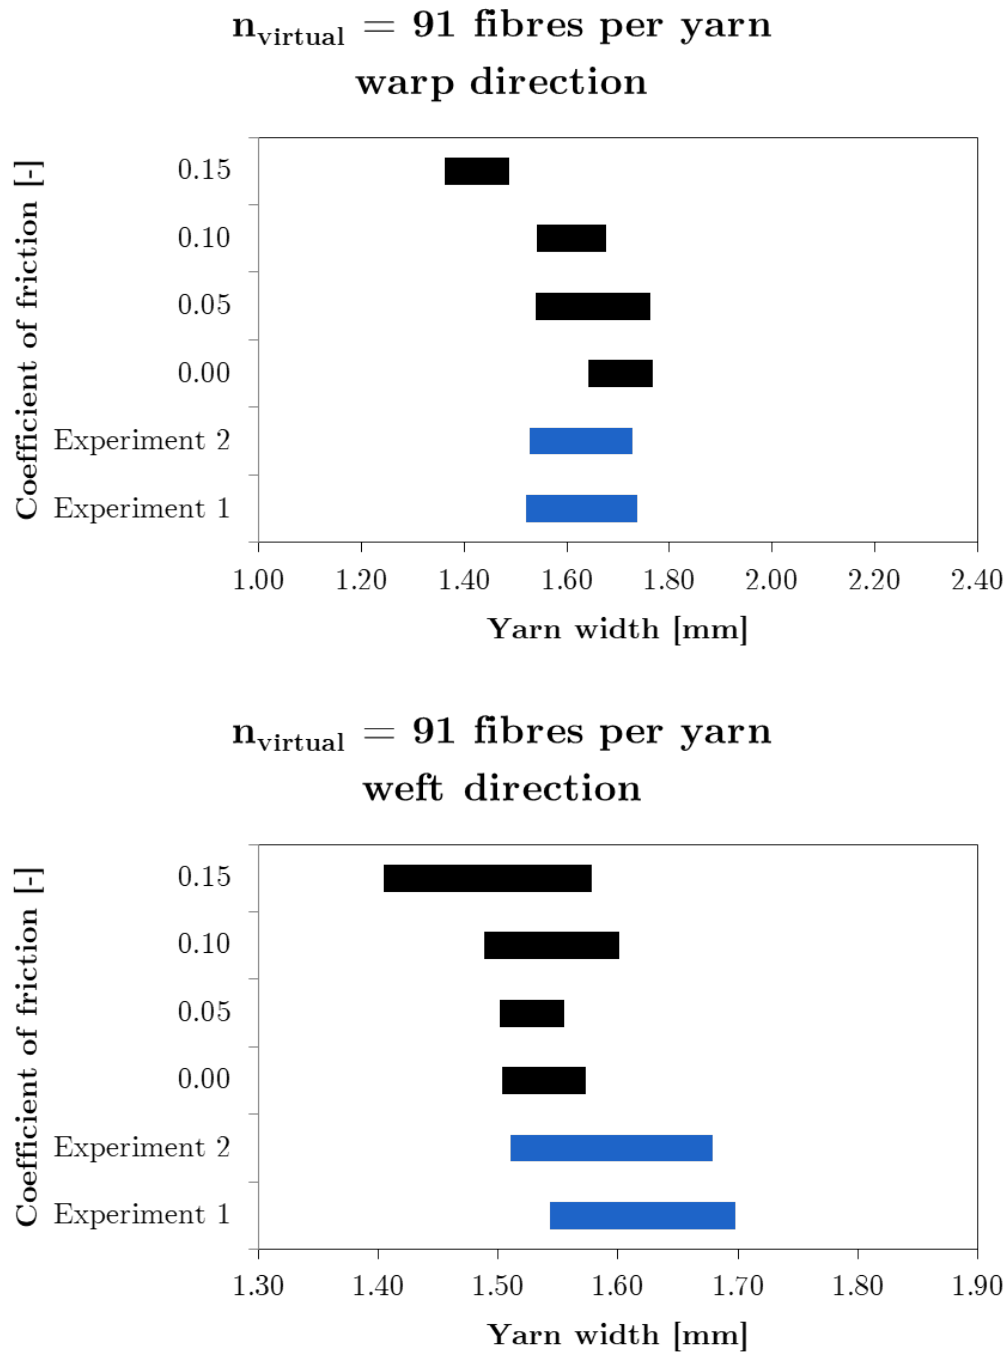 n_virtual = 91 fibres per yarn
warp direction
Coefficient of friction [-]
0.15
0.10
0.05
0.00
Experiment 2
Experiment 1
1.00 1.20 1.40 1.60 1.80 2.00 2.20 2.40
Yarn width [mm]
n_virtual = 91 fibres per yarn
weft direction
Coefficient of friction [-]
0.15
0.10
0.05
0.00
Experiment 2
Experiment 1
1.30 1.40 1.50 1.60 1.70 1.80 1.90
Yarn width [mm]